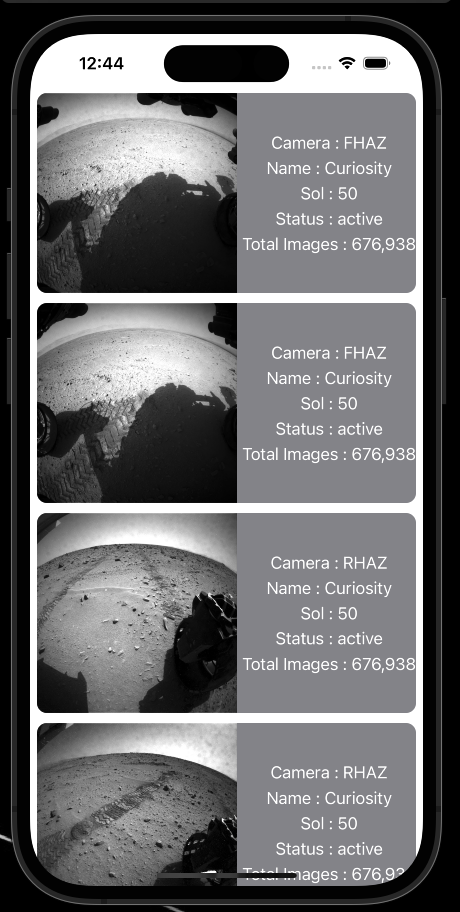 12:44
Camera : FHAZ
Name : Curiosity
Sol : 50
Status : active
Total Images : 676,938
Camera : FHAZ
Name : Curiosity
Sol : 50
Status : active
Total Images : 676,938
Camera : RHAZ
Name : Curiosity
Sol : 50
Status : active
Total Images : 676,938
Camera : RHAZ
Name : Curiosity
Sol : 50
Status : active
Total Images : 676,93